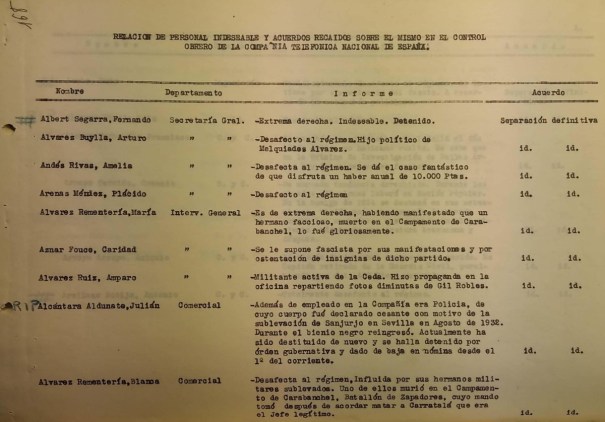 168
RELACION DE PERSONAL INDESEABLE Y ACUERDOS RECAIDOS SOBRE EL MISMO EN EL CONTROL
OBRERO DE LA COMPAÑIA TELEFONICA NACIONAL DE ESPAÑA.
Nombre Departamento Informe Acuerdo
Albert Sagarra, Fernando Secretaría Gral. -Extrema derecha. Indeseable. Detenido. Separación definitiva
Alvarez Buylla, Arturo " " -Desafecto al régimen. Hijo político de
Melquiades Alvarez. id. id.
Andés Rivas, Amalia " " -Desafecta al régimen. Se dá el caso fantástico
de que disfruta un haber anual de 10.000 Ptas. id. id.
Arenas Méndez, Plácido " " -Desafecto al régimen id. id.
Alvarez Rementería, María Interv. General -Es de extrema derecha, habiendo manifestado que un
hermano faccioso, muerto en el Campamento de Cara-
banchel, lo fué gloriosamente. id. id.
Aznar Fouce, Caridad " " -Se le supone fascista por sus manifestaciones y por
ostentación de insignias de dicho partido. id. id.
Alvarez Ruiz, Amparo " " -Militante activa de la Ceda. Hizo propaganda en la
oficina repartiendo fotos diminutas de Gil Robles. id. id.
RIP Alcántara Aldunate, Julián Comercial -Además de empleado en la Compañía era Policía, de
cuyo cuerpo fué declarado cesante con motivo de la
sublevación de Sanjurjo en Sevilla en Agosto de 1932.
Durante el bienio negro reingresó. Actualmente ha
sido destituido de nuevo y se halla detenido por
órden gubernativa y dado de baja en nómina desde el
1º del corriente. id. id.
Alvarez Rementería, Blanca Comercial -Desafecta al régimen, Influida por sus hermanos mili-
tares sublevados. Uno de ellos murió en el Campamen-
to de Carabanchel, Batallón de Zapadores, cuyo mando
tomó después de acordar matar a Carratalá que era
el Jefe legítimo. id. id.